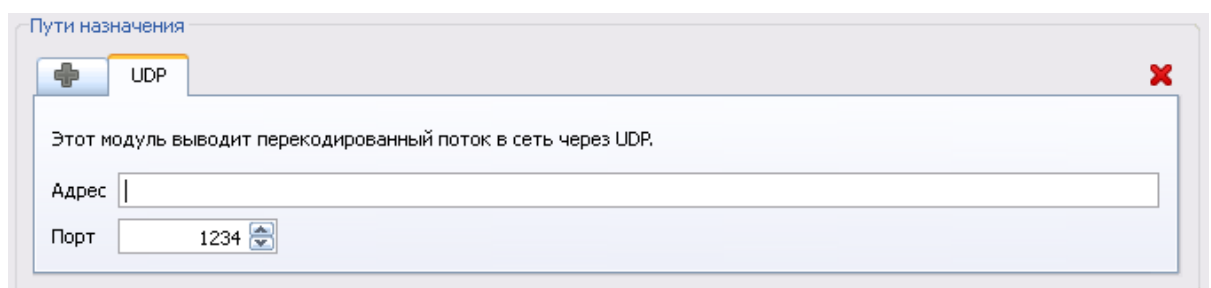 Пути назначения
UDP
Этот модуль выводит перекодированный поток в сеть через UDP.
Адрес
Порт 1234